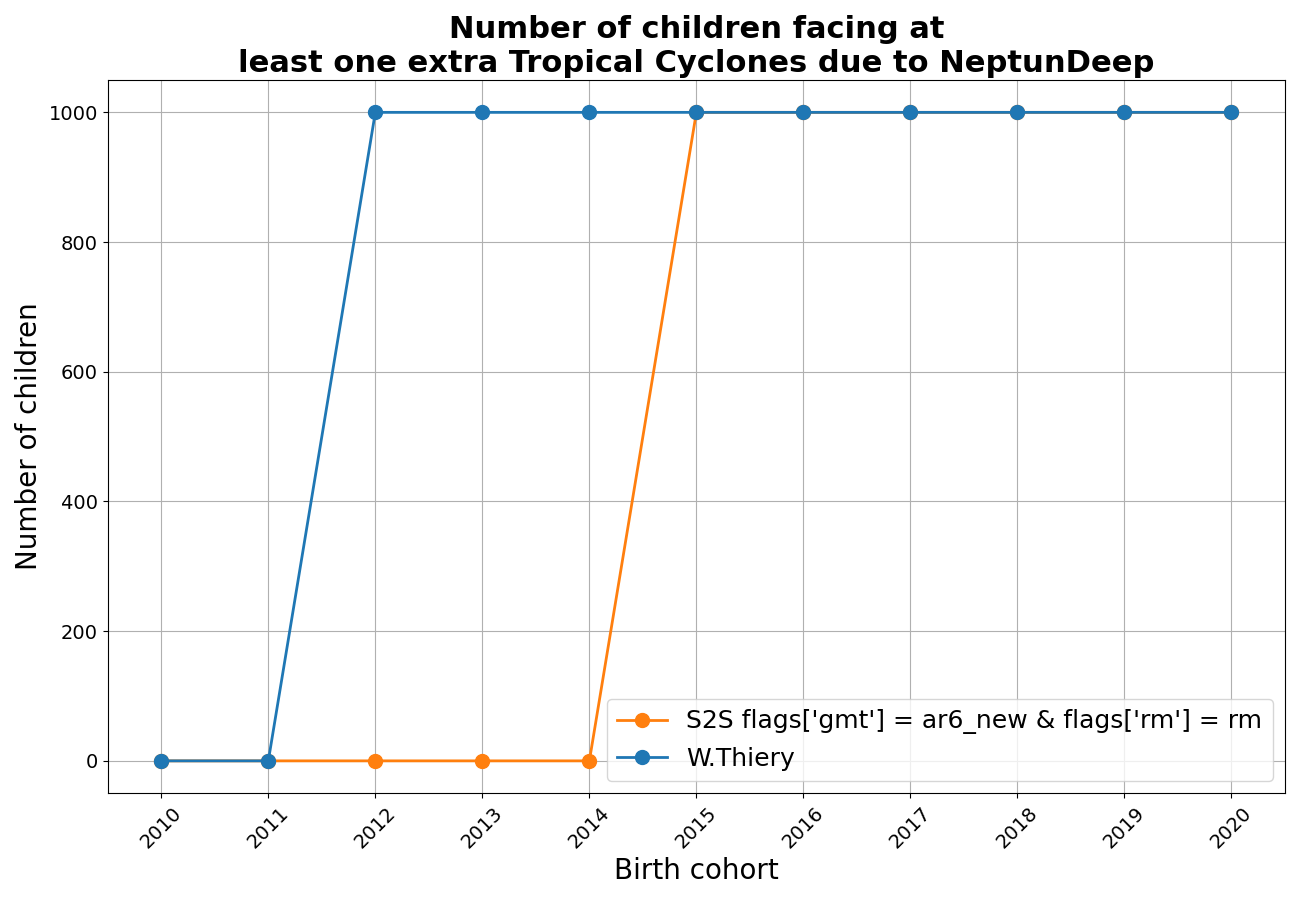 Number of children facing at
least one extra Tropical Cyclones due to NeptunDeep
Number of children
1000
800
600
400
200
0
S2S flags['gmt'] = ar6_new & flags['rm'] = rm
W.Thiery
2010
2011
2012
2013
2014
2015
2016
2017
2018
2019
2020
Birth cohort